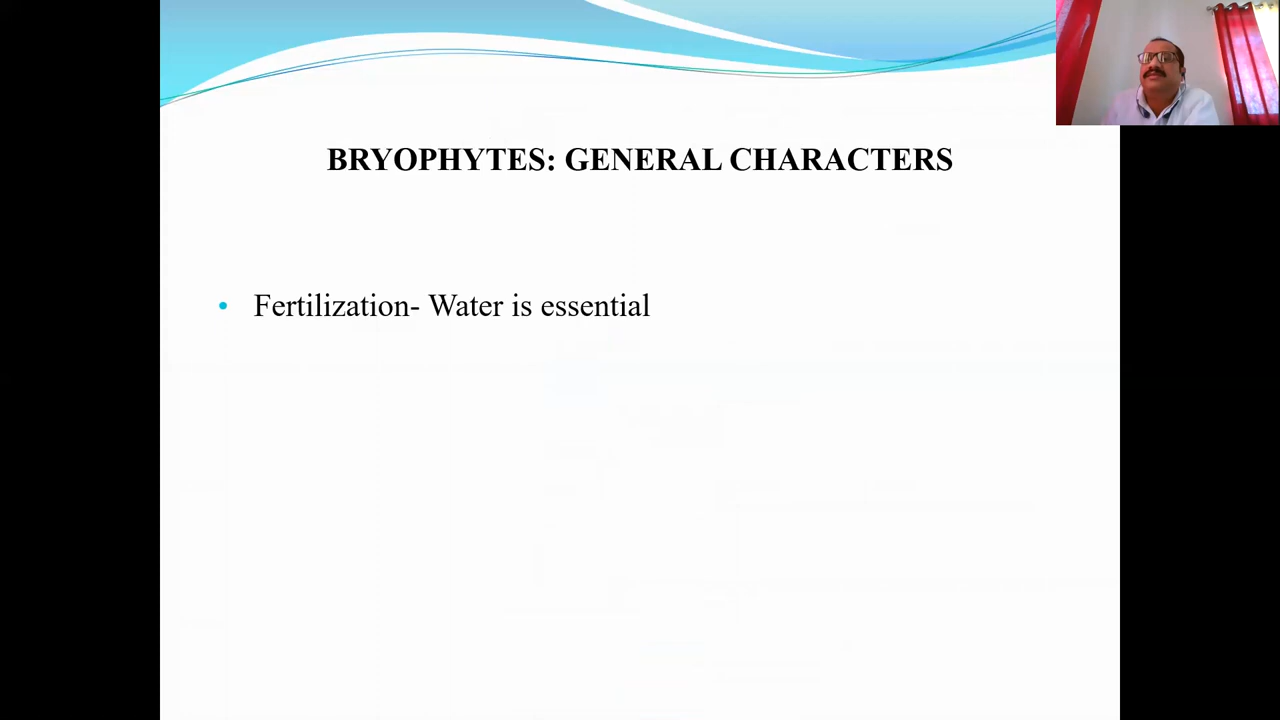 BRYOPHYTES: GENERAL CHARACTERS
• Fertilization- Water is essential